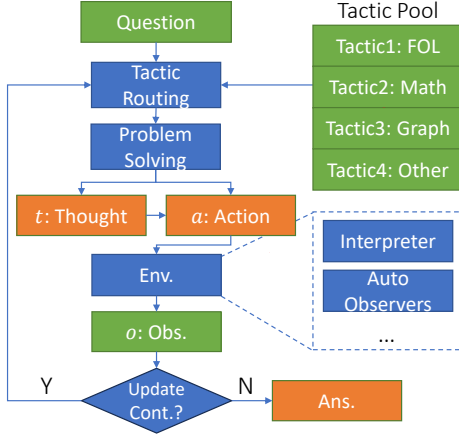 Tactic Pool
Question
Tactic1: FOL
Tactic
Routing
Tactic2: Math
Problem
Solving
Tactic3: Graph
Tactic4: Other
t: Thought
a: Action
Interpreter
Env.
Auto
Observers
...
o: Obs.
Y
Update
Cont.?
N
Ans.